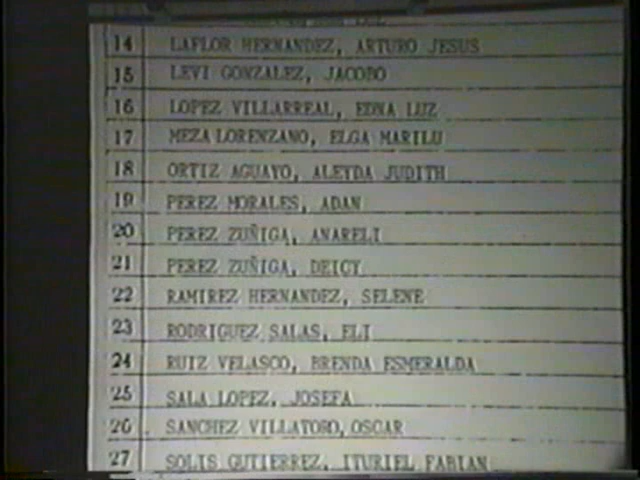 14 LAFLOR HERNANDEZ, ARTURO JESUS
15 LEVI GONZALEZ, JACOBO
16 LOPEZ VILLARREAL, EDNA LUZ
17 MEZA LORENZANO, ELGA MARILU
18 ORTIZ AGUAYO, ALEYDA JUDITH
19 PEREZ MORALES, ADAN
20 PEREZ ZUÑIGA, ANARELI
21 PEREZ ZUÑIGA, DEICY
22 RAMIREZ HERNANDEZ, SELENE
23 RODRIGUEZ SALAS, ELI
24 RUIZ VELASCO, BRENDA ESMERALDA
25 SALA LOPEZ, JOSEFA
26 SANCHEZ VILLATORO, OSCAR
27 SOLIS GUTIERREZ, ITURIEL FABIAN